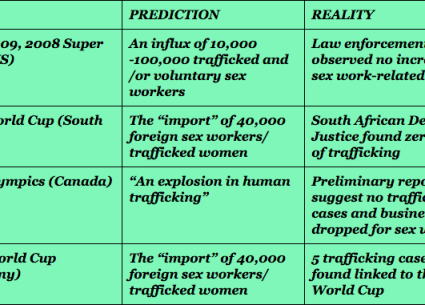 PREDICTION REALITY
09, 2008 Super An influx of 10,000 Law enforcement
S) -100,000 trafficked and observed no incre
/or voluntary sex sex work-related
workers
orld Cup (South The “import” of 40,000 South African De
foreign sex workers/ Justice found zer
trafficked women of trafficking
ympics (Canada) “An explosion in human Preliminary repo
trafficking” suggest no traffic
cases and busine
dropped for sex w
orld Cup The “import” of 40,000 5 trafficking case
ny) foreign sex workers/ found linked to th
trafficked women World Cup